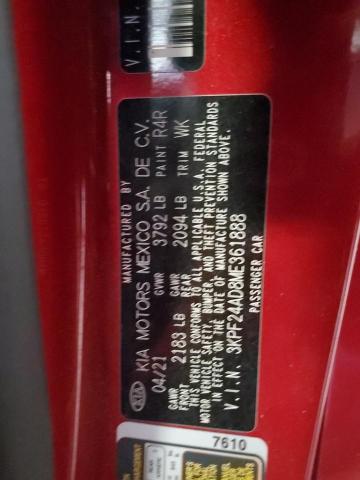 V.I.N.
MANUFACTURED BY
KIA KIA MOTORS MEXICO S.A. DE C.V.
04/21 GVWR 3792 LB PAINT R4R
GAWR FRONT 2183 LB GAWR REAR 2094 LB TRIM WK
THIS VEHICLE CONFORMS TO ALL APPLICABLE U.S.A. FEDERAL
MOTOR VEHICLE SAFETY, BUMPER, AND THEFT PREVENTION STANDARDS
IN EFFECT ON THE DATE OF MANUFACTURE SHOWN ABOVE.
V.I.N. 3KPF24AD8ME361888
PASSENGER CAR
7610